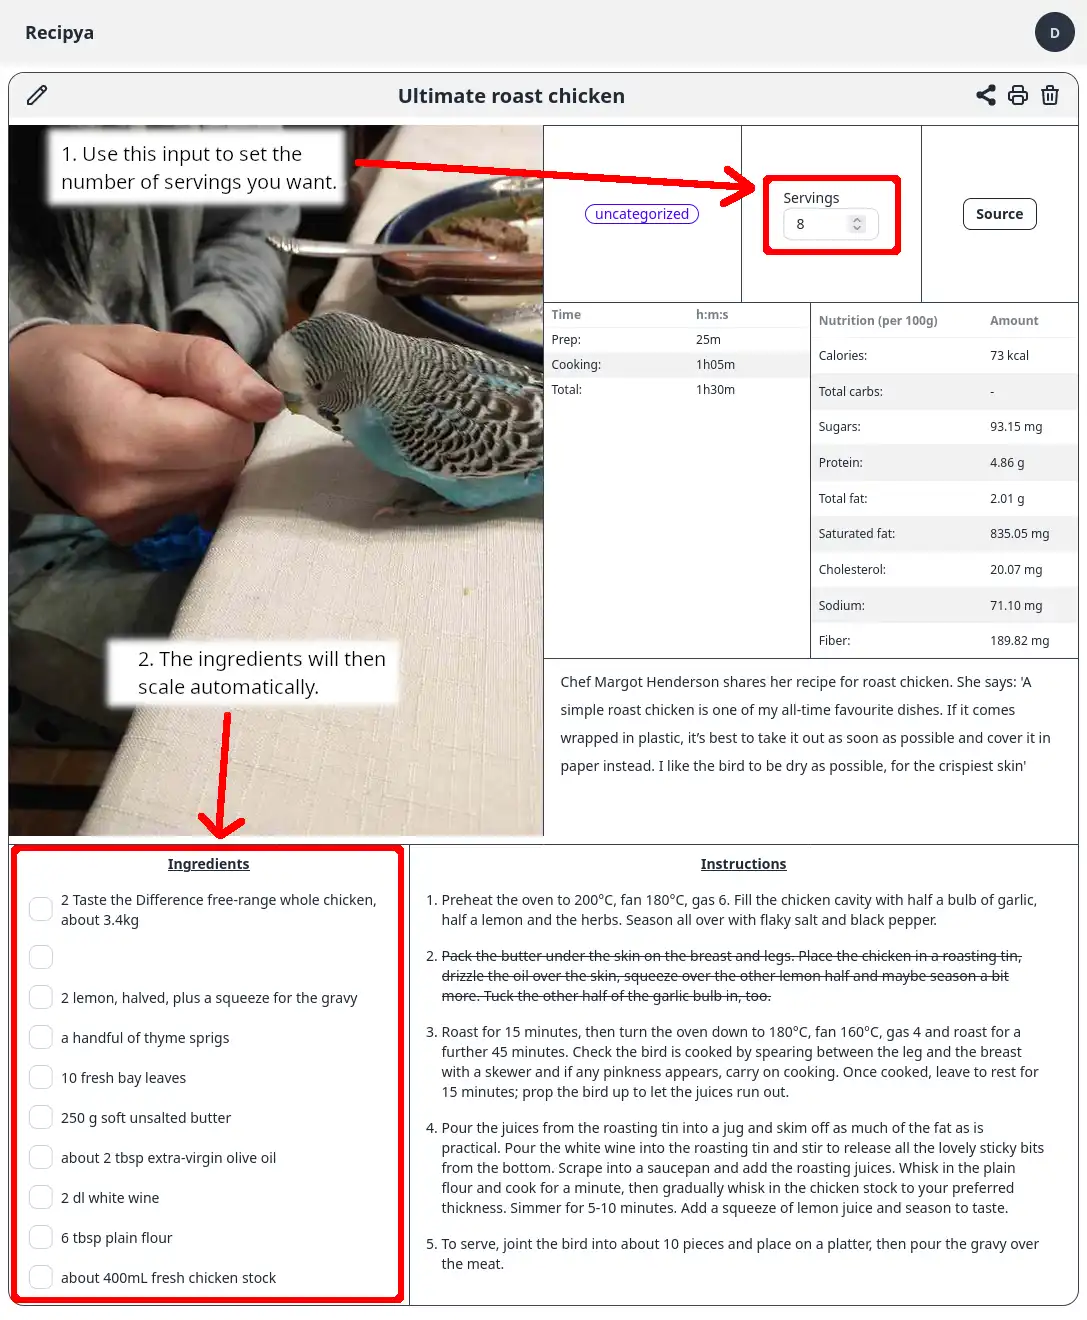 Recipya
D
Ultimate roast chicken
1. Use this input to set the
number of servings you want.
uncategorized
Servings
8
Source
Time h:m:s
Prep: 25m
Cooking: 1h05m
Total: 1h30m
Nutrition (per 100g) Amount
Calories: 73 kcal
Total carbs: -
Sugars: 93.15 mg
Protein: 4.86 g
Total fat: 2.01 g
Saturated fat: 835.05 mg
Cholesterol: 20.07 mg
Sodium: 71.10 mg
Fiber: 189.82 mg
2. The ingredients will then
scale automatically.
Chef Margot Henderson shares her recipe for roast chicken. She says: 'A
simple roast chicken is one of my all-time favourite dishes. If it comes
wrapped in plastic, it's best to take it out as soon as possible and cover it in
paper instead. I like the bird to be dry as possible, for the crispiest skin'
Ingredients
2 Taste the Difference free-range whole chicken,
about 3.4kg
2 lemon, halved, plus a squeeze for the gravy
a handful of thyme sprigs
10 fresh bay leaves
250 g soft unsalted butter
about 2 tbsp extra-virgin olive oil
2 dl white wine
6 tbsp plain flour
about 400mL fresh chicken stock
Instructions
1. Preheat the oven to 200°C, fan 180°C, gas 6. Fill the chicken cavity with half a bulb of garlic,
half a lemon and the herbs. Season all over with flaky salt and black pepper.
2. Pack the butter under the skin on the breast and legs. Place the chicken in a roasting tin,
drizzle the oil over the skin, squeeze over the other lemon half and maybe season a bit
more. Tuck the other half of the garlic bulb in, too.
3. Roast for 15 minutes, then turn the oven down to 180°C, fan 160°C, gas 4 and roast for a
further 45 minutes. Check the bird is cooked by spearing between the leg and the breast
with a skewer and if any pinkness appears, carry on cooking. Once cooked, leave to rest for
15 minutes; prop the bird up to let the juices run out.
4. Pour the juices from the roasting tin into a jug and skim off as much of the fat as is
practical. Pour the white wine into the roasting tin and stir to release all the lovely sticky bits
from the bottom. Scrape into a saucepan and add the roasting juices. Whisk in the plain
flour and cook for a minute, then gradually whisk in the chicken stock to your preferred
thickness. Simmer for 5-10 minutes. Add a squeeze of lemon juice and season to taste.
5. To serve, joint the bird into about 10 pieces and place on a platter, then pour the gravy over
the meat.